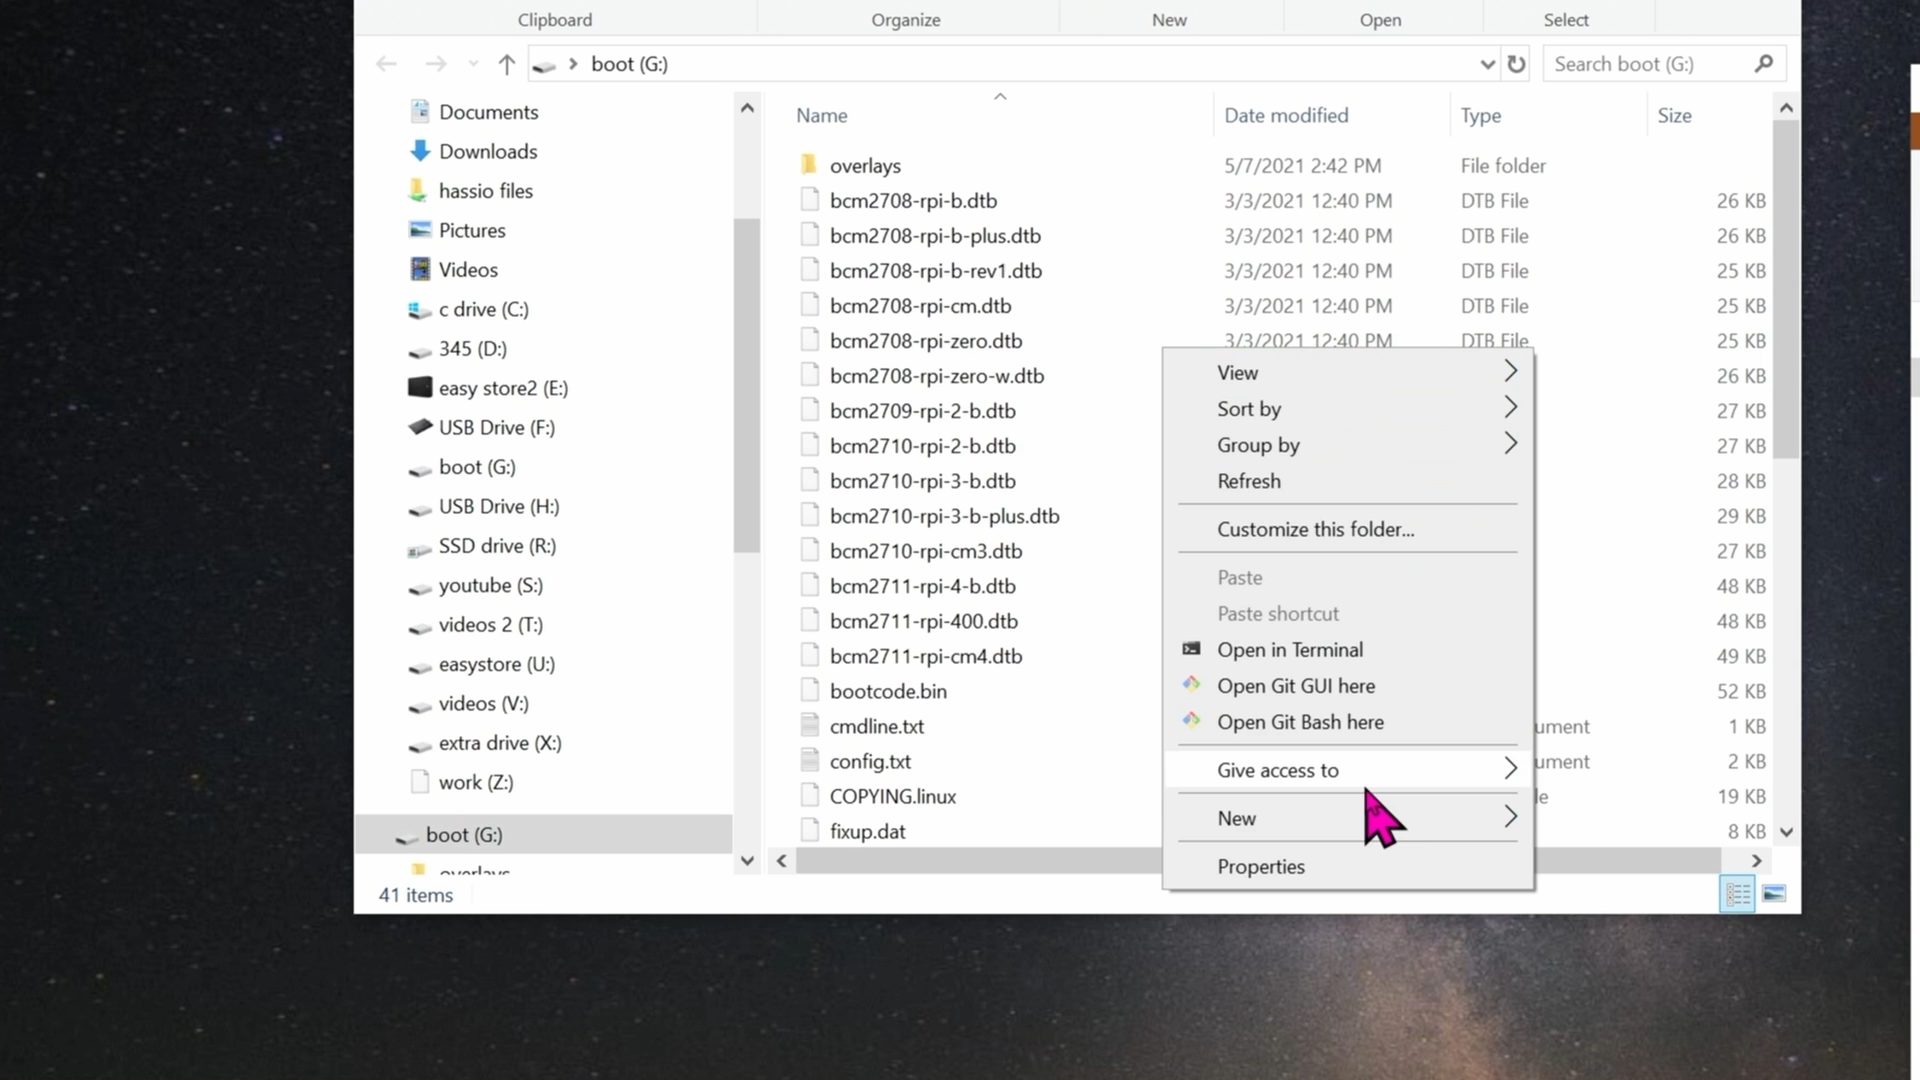 Clipboard Organize New Open Select
boot (G:) Search boot (G:)
Documents
Downloads
hassio files
Pictures
Videos
c drive (C:)
345 (D:)
easy store2 (E:)
USB Drive (F:)
boot (G:)
USB Drive (H:)
SSD drive (R:)
youtube (S:)
videos 2 (T:)
easystore (U:)
videos (V:)
extra drive (X:)
work (Z:)
boot (G:)
overlays
41 items
Name Date modified Type Size
overlays 5/7/2021 2:42 PM File folder
bcm2708-rpi-b.dtb 3/3/2021 12:40 PM DTB File 26 KB
bcm2708-rpi-b-plus.dtb 3/3/2021 12:40 PM DTB File 26 KB
bcm2708-rpi-b-rev1.dtb 3/3/2021 12:40 PM DTB File 25 KB
bcm2708-rpi-cm.dtb 3/3/2021 12:40 PM DTB File 25 KB
bcm2708-rpi-zero.dtb 3/3/2021 12:40 PM DTB File 25 KB
bcm2708-rpi-zero-w.dtb 26 KB
bcm2709-rpi-2-b.dtb 27 KB
bcm2710-rpi-2-b.dtb 27 KB
bcm2710-rpi-3-b.dtb 28 KB
bcm2710-rpi-3-b-plus.dtb 29 KB
bcm2710-rpi-cm3.dtb 27 KB
bcm2711-rpi-4-b.dtb 48 KB
bcm2711-rpi-400.dtb 48 KB
bcm2711-rpi-cm4.dtb 49 KB
bootcode.bin 52 KB
cmdline.txt ument 1 KB
config.txt ument 2 KB
COPYING.linux le 19 KB
fixup.dat 8 KB
View
Sort by
Group by
Refresh
Customize this folder...
Paste
Paste shortcut
Open in Terminal
Open Git GUI here
Open Git Bash here
Give access to
New
Properties